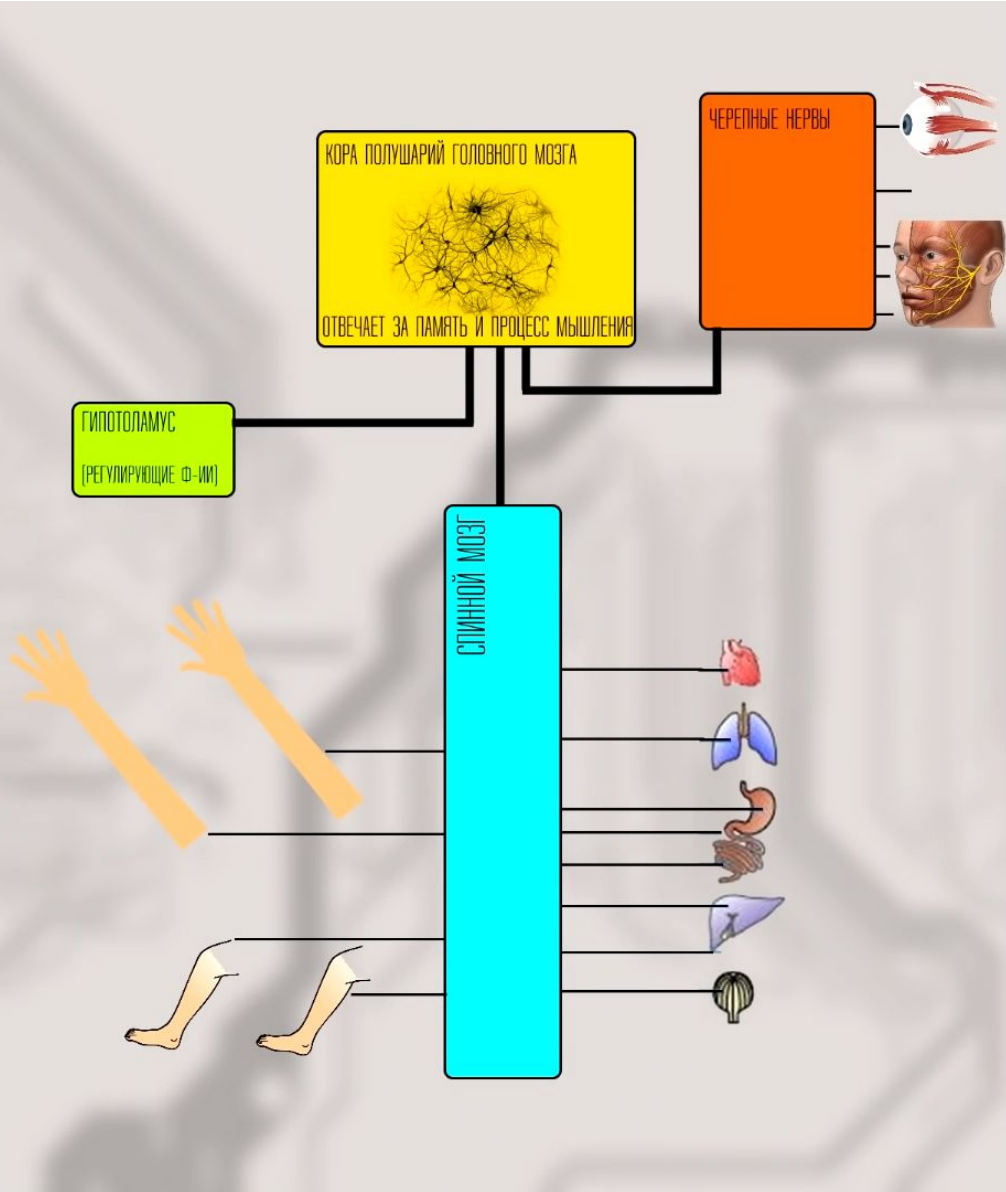 ЧЕРЕПНЫЕ НЕРВЫ
КОРА ПОЛУШАРИЙ ГОЛОВНОГО МОЗГА
ОТВЕЧАЕТ ЗА ПАМЯТЬ И ПРОЦЕСС МЫШЛЕНИЯ
ГИПОТОЛАМУС
(РЕГУЛИРУЮЩИЕ Ф-ИИ)
СПИННОЙ МОЗГ